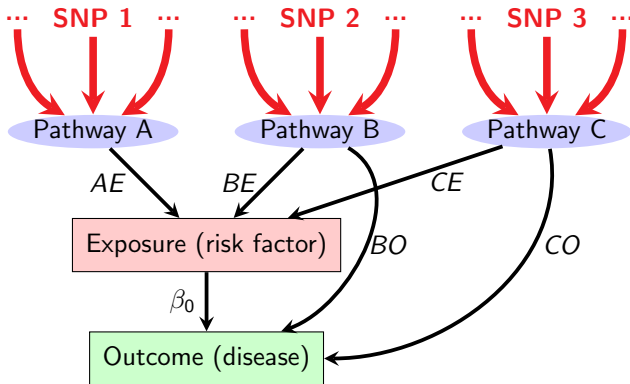 ... SNP 1 ... ... SNP 2 ... ... SNP 3 ...
Pathway A Pathway B Pathway C
AE BE CE
Exposure (risk factor) BO CO
β₀
Outcome (disease)